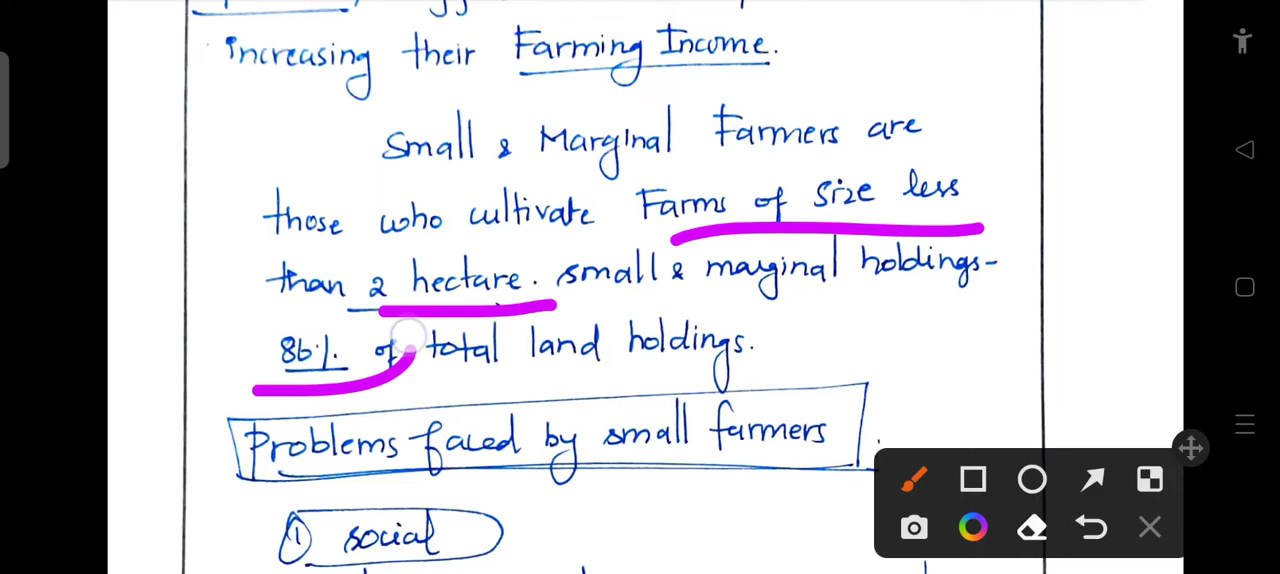 increasing their Farming Income.
Small & Marginal Farmers are
those who cultivate Farms of size less
than 2 hectare. small & marginal holdings-
86% of total land holdings.
Problems faced by small farmers
① social